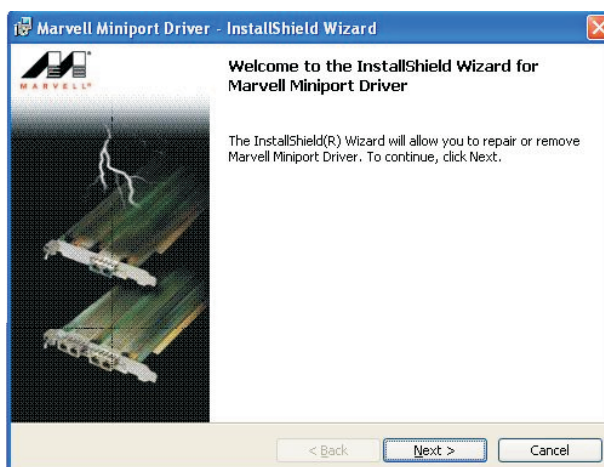 Marvell Miniport Driver - InstallShield Wizard
MARVELL®
Welcome to the InstallShield Wizard for
Marvell Miniport Driver
The InstallShield(R) Wizard will allow you to repair or remove
Marvell Miniport Driver. To continue, click Next.
< Back
Next >
Cancel